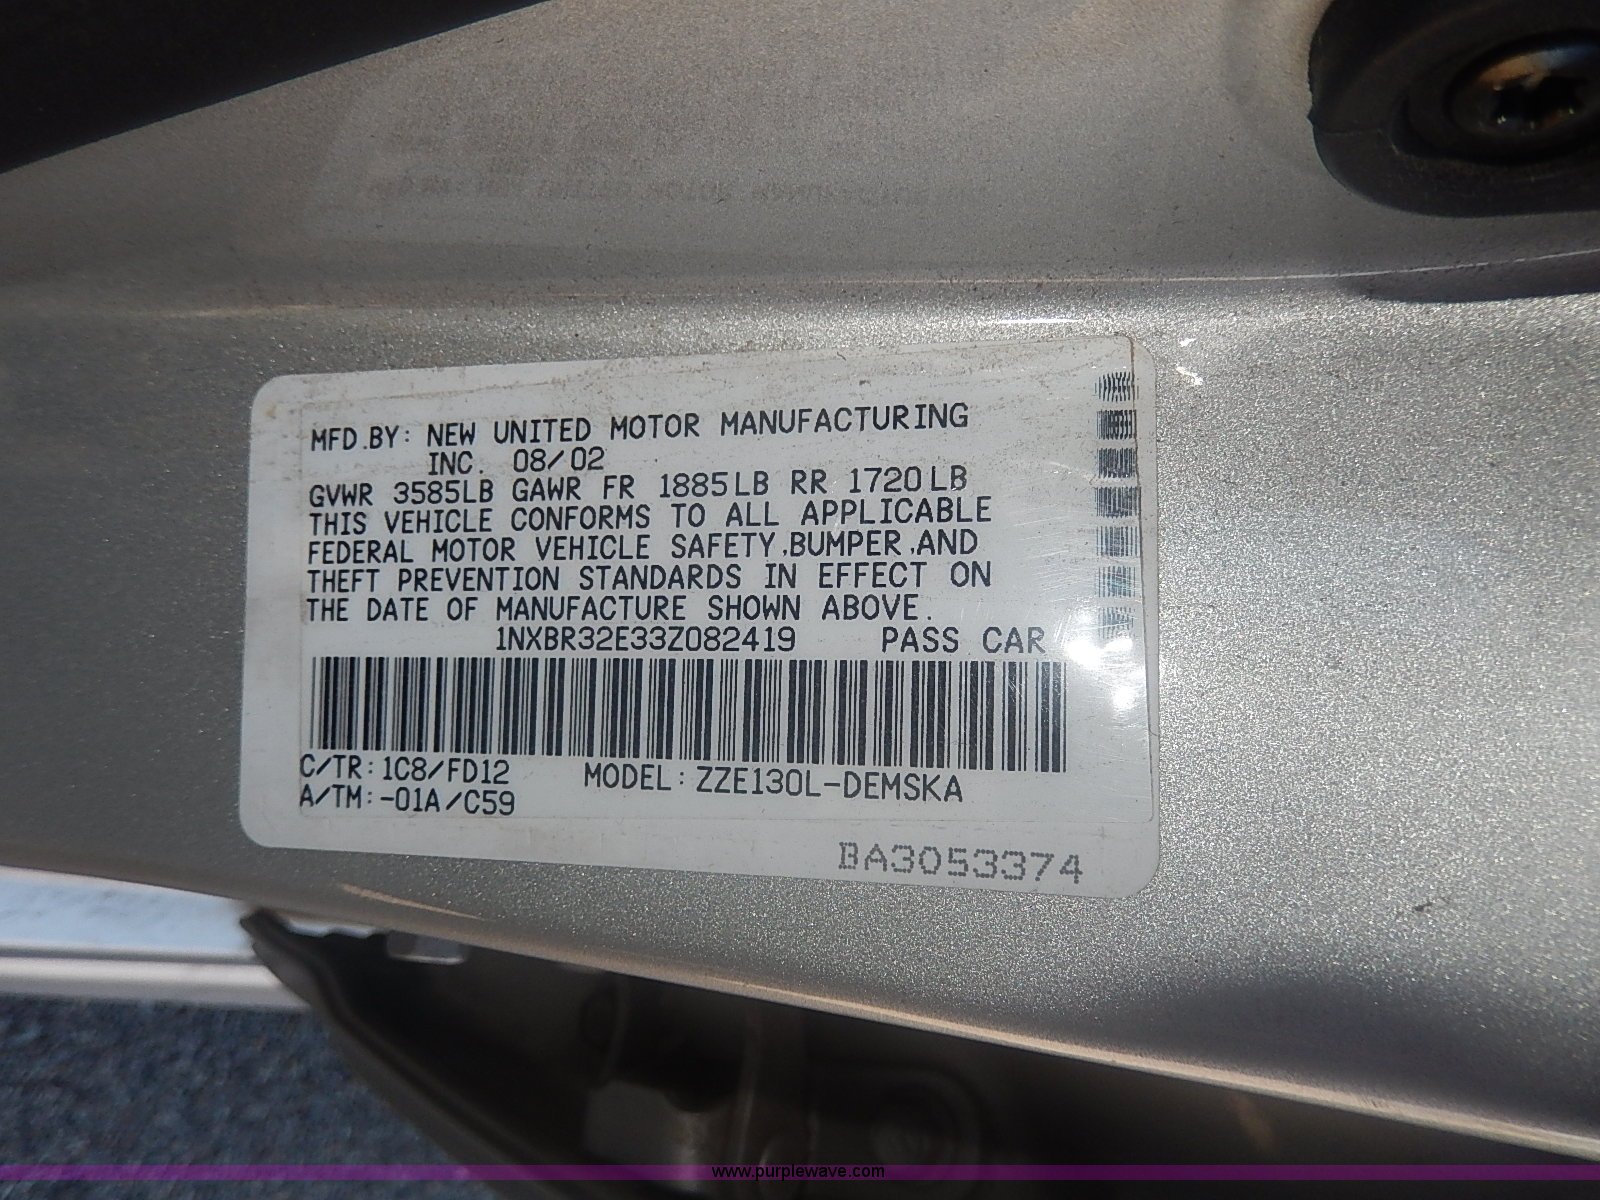 MFD.BY: NEW UNITED MOTOR MANUFACTURING
INC. 08/02
GVWR 3585LB GAWR FR 1885LB RR 1720LB
THIS VEHICLE CONFORMS TO ALL APPLICABLE
FEDERAL MOTOR VEHICLE SAFETY,BUMPER,AND
THEFT PREVENTION STANDARDS IN EFFECT ON
THE DATE OF MANUFACTURE SHOWN ABOVE.
1NXBR32E33Z082419 PASS CAR
C/TR: 1C8/FD12 MODEL: ZZE130L-DEMSKA
A/TM: -01A/C59
BA3053374
www.purplewave.com